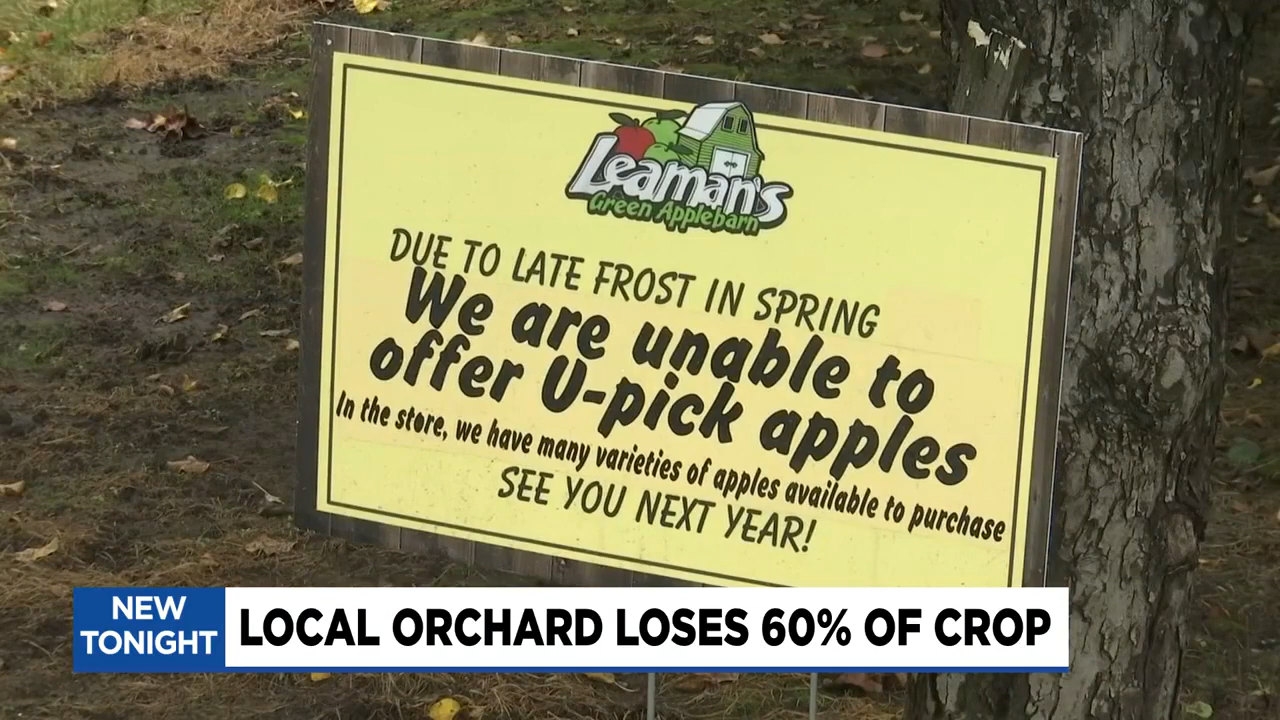 Leaman's
Green Applebarn
DUE TO LATE FROST IN SPRING
We are unable to
offer U-pick apples
In the store, we have many varieties of apples available to purchase
SEE YOU NEXT YEAR!
NEW
TONIGHT
LOCAL ORCHARD LOSES 60% OF CROP